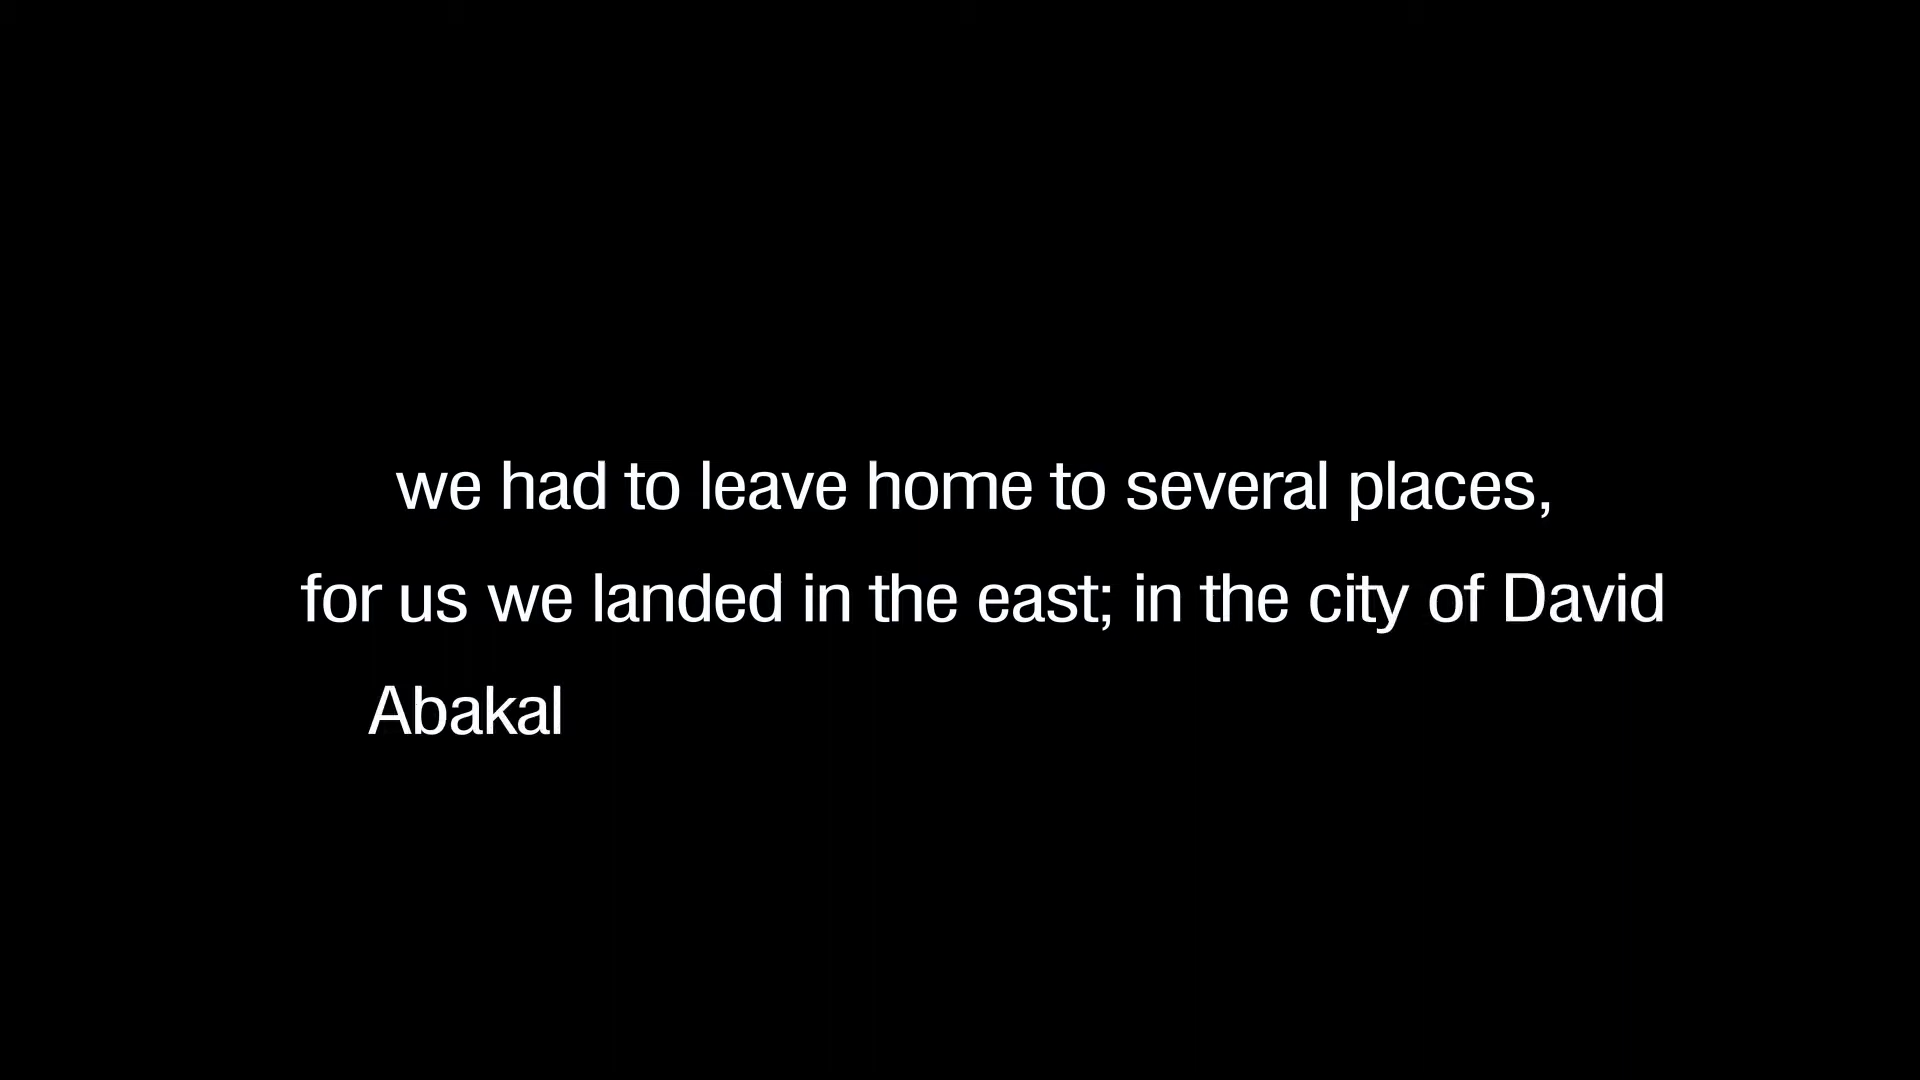 we had to leave home to several places,
for us we landed in the east; in the city of David
Abakal